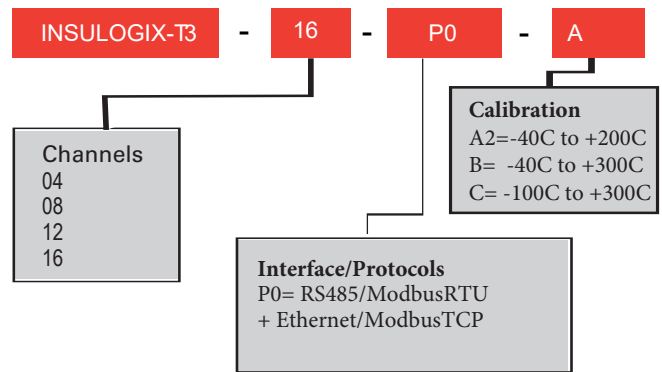 INSULOGIX-T3 - 16 - P0 - A
Channels
04
08
12
16
Calibration
A2=-40C to +200C
B= -40C to +300C
C= -100C to +300C
Interface/Protocols
P0= RS485/ModbusRTU
+ Ethernet/ModbusTCP